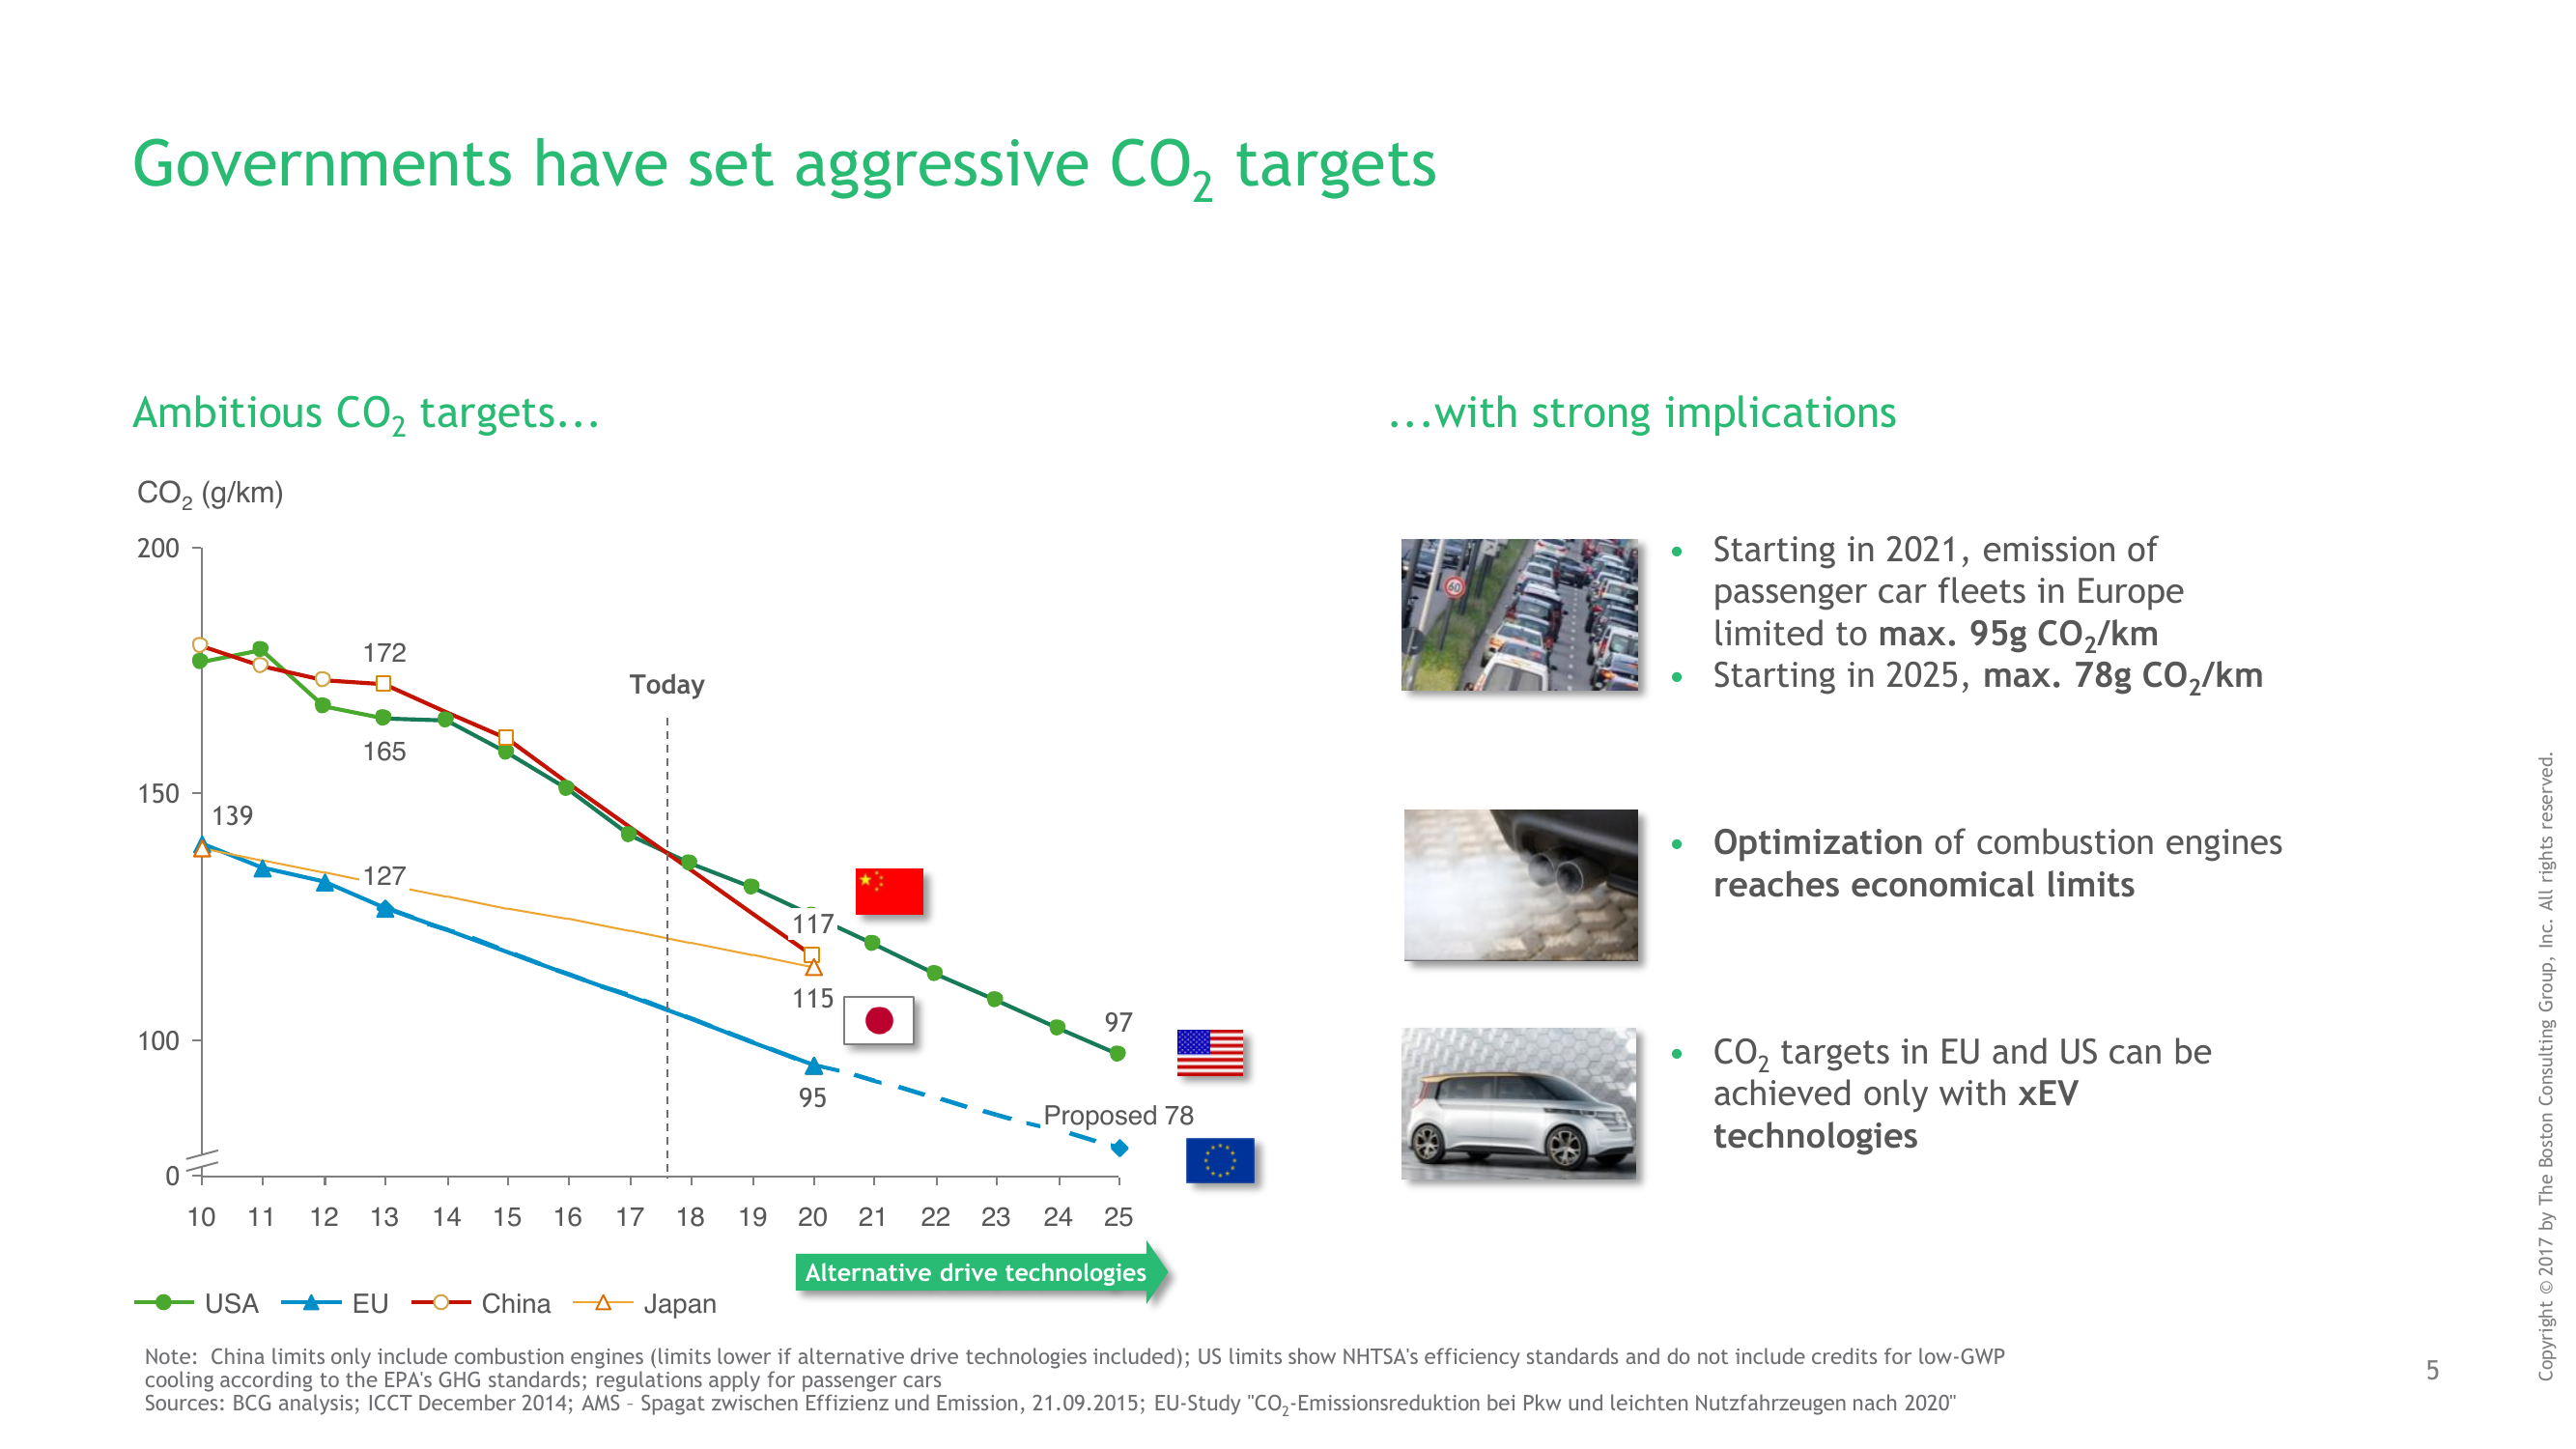 Governments have set aggressive CO2 targets
Ambitious CO2 targets...
CO2 (g/km)
200
150
100
0
172
165
139
127
Today
117
115
95
97
Proposed 78
10 11 12 13 14 15 16 17 18 19 20 21 22 23 24 25
Alternative drive technologies
USA EU China Japan
...with strong implications
60
• Starting in 2021, emission of
passenger car fleets in Europe
limited to max. 95g CO2/km
• Starting in 2025, max. 78g CO2/km
• Optimization of combustion engines
reaches economical limits
• CO2 targets in EU and US can be
achieved only with xEV
technologies
Note: China limits only include combustion engines (limits lower if alternative drive technologies included); US limits show NHTSA's efficiency standards and do not include credits for low-GWP
cooling according to the EPA's GHG standards; regulations apply for passenger cars
Sources: BCG analysis; ICCT December 2014; AMS – Spagat zwischen Effizienz und Emission, 21.09.2015; EU-Study "CO2-Emissionsreduktion bei Pkw und leichten Nutzfahrzeugen nach 2020"
5
Copyright © 2017 by The Boston Consulting Group, Inc. All rights reserved.